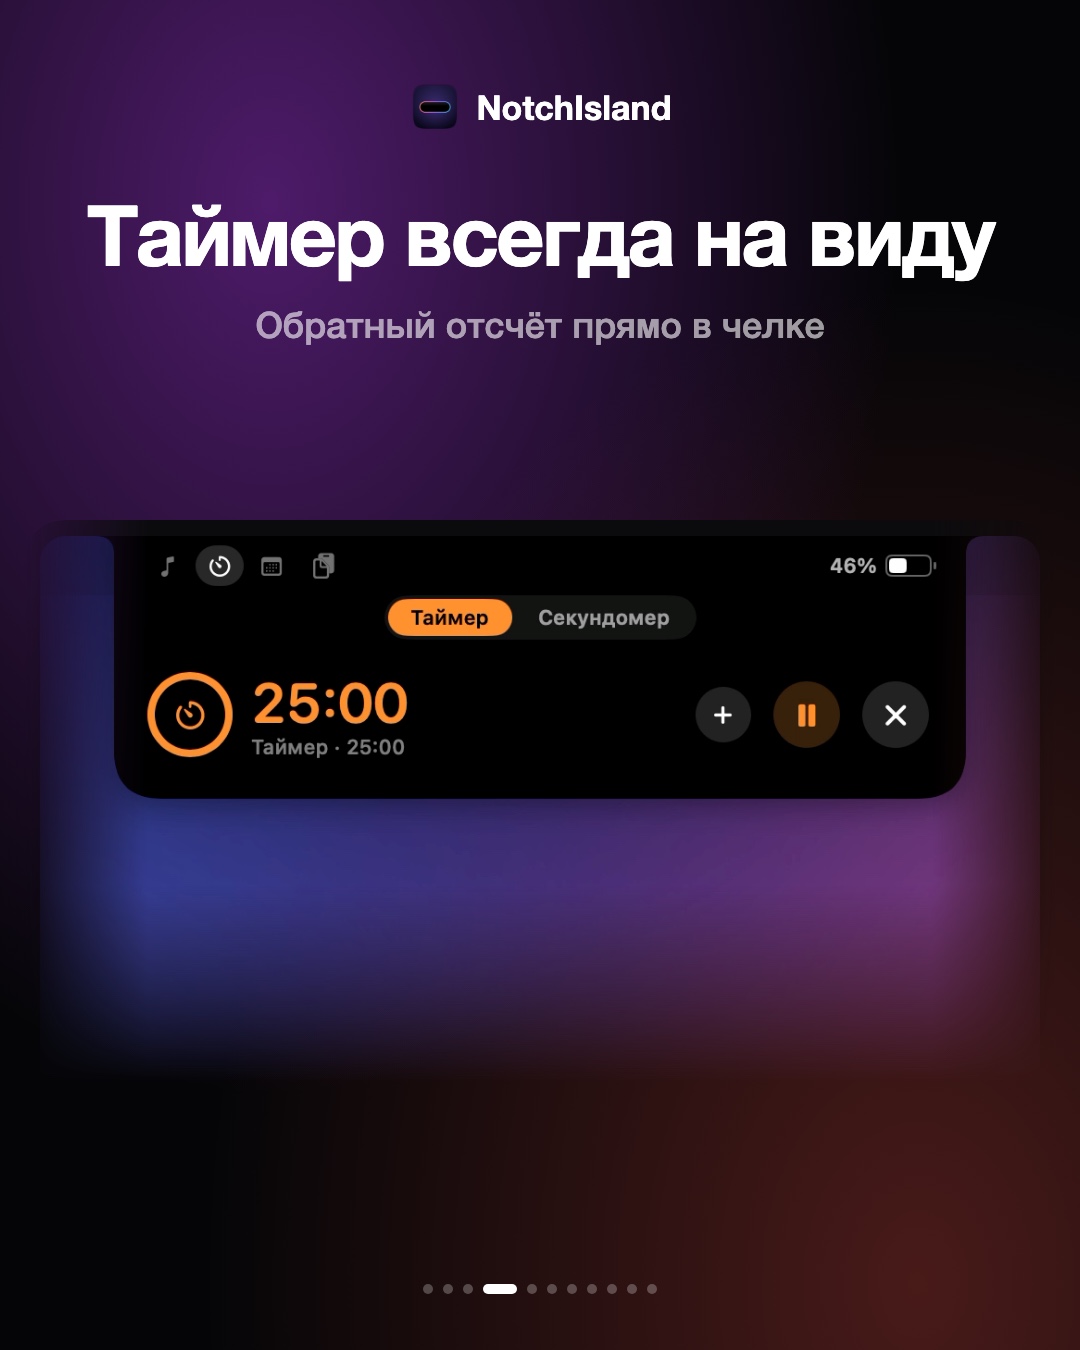 NotchIsland
Таймер всегда на виду
Обратный отсчёт прямо в челке
46%
Таймер Секундомер
25:00
Таймер · 25:00